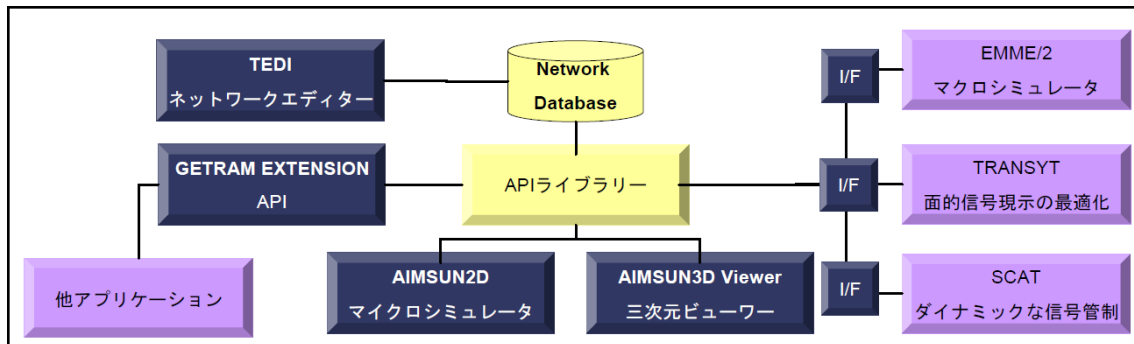 TEDI
ネットワークエディター
Network
Database
I/F
EMME/2
マクロシミュレータ
GETRAM EXTENSION
API
APIライブラリー
I/F
TRANSYT
面的信号現示の最適化
他アプリケーション
AIMSUN2D
マイクロシミュレータ
AIMSUN3D Viewer
三次元ビューワー
I/F
SCAT
ダイナミックな信号管制